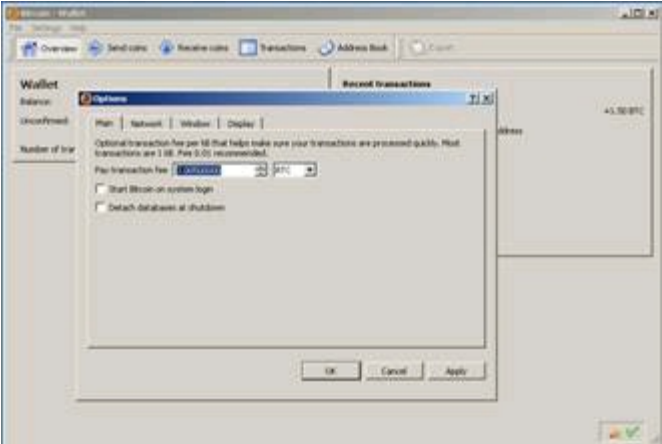 Bitcoin - Wallet
File Settings Help
Overview Send coins Receive coins Transactions Address Book Export
Wallet
Recent transactions
Balance:
+1.50 BTC
Unconfirmed:
Number of
Options
Main Network Window Display
Optional transaction fee per kB that helps make sure your transactions are processed quickly. Most
transactions are 1 kB. Fee 0.01 recommended.
Pay transaction fee BTC
Start Bitcoin on system login
Detach databases at shutdown
OK Cancel Apply